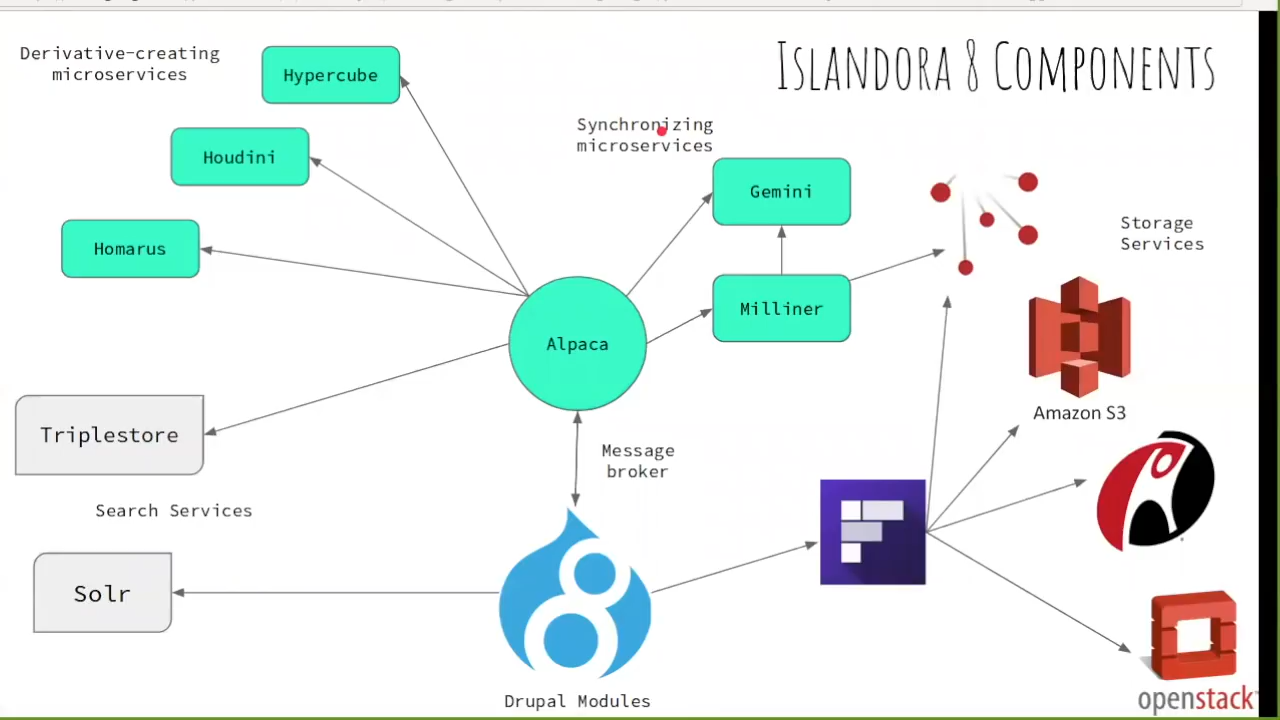 Islandora 8 Components
Derivative-creating
microservices
Hypercube
Houdini
Homarus
Synchronizing
microservices
Gemini
Milliner
Storage
Services
Alpaca
Amazon S3
Triplestore
Message
broker
Search Services
Solr
8
Drupal Modules
openstack